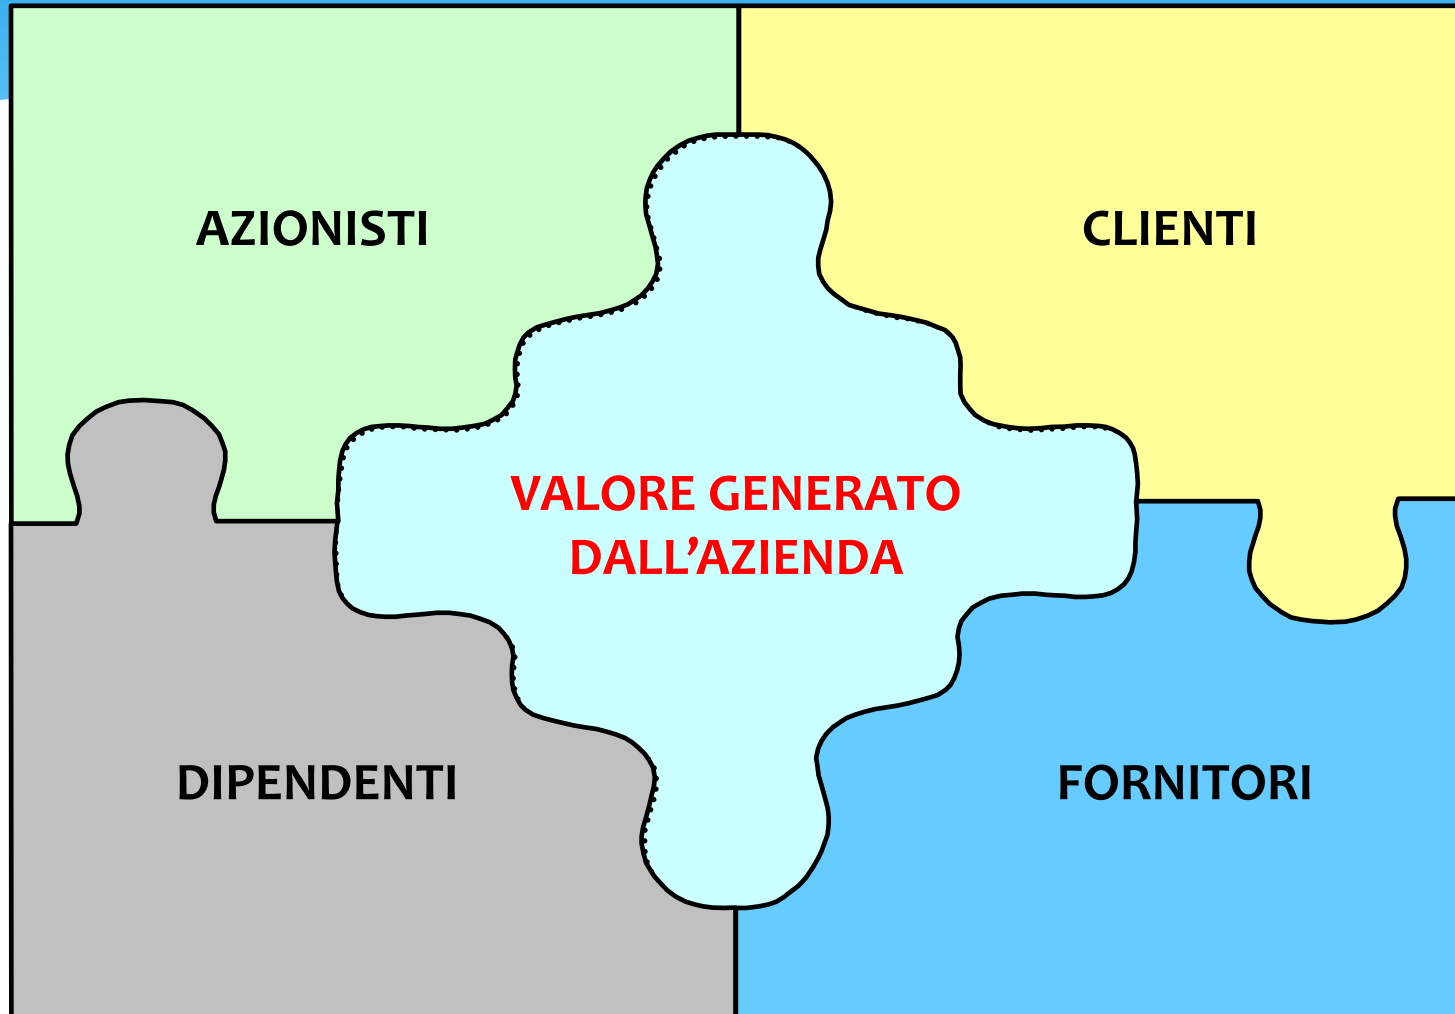 AZIONISTI
CLIENTI
VALORE GENERATO
DALL’AZIENDA
DIPENDENTI
FORNITORI